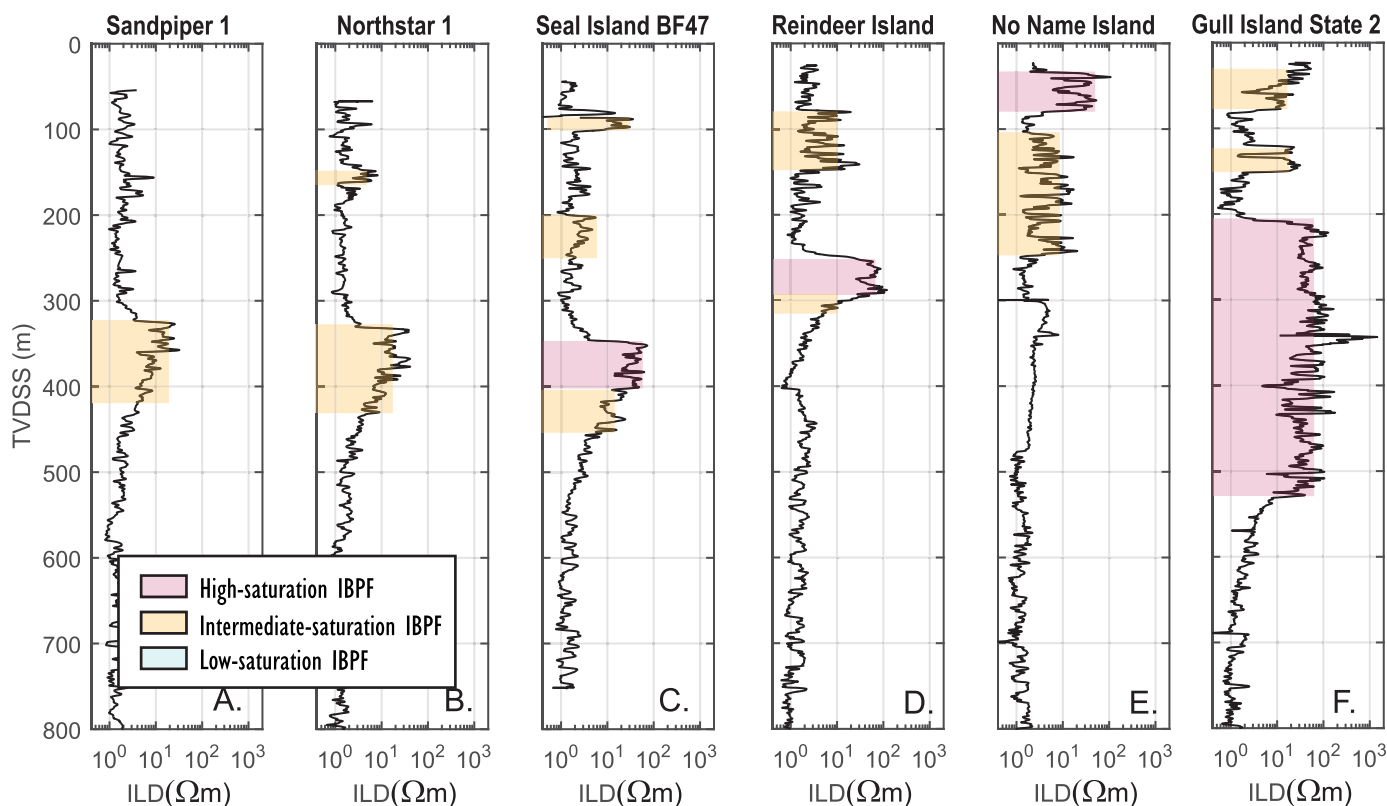 Sandpiper 1
Northstar 1
Seal Island BF47
Reindeer Island
No Name Island
Gull Island State 2
TVDSS (m)
0
100
200
300
400
500
600
700
800
High-saturation IBPF
Intermediate-saturation IBPF
Low-saturation IBPF
A.
B.
C.
D.
E.
F.
10⁰ 10¹ 10² 10³
10⁰ 10¹ 10² 10³
10⁰ 10¹ 10² 10³
10⁰ 10¹ 10² 10³
10⁰ 10¹ 10² 10³
10⁰ 10¹ 10² 10³
ILD(Ωm)
ILD(Ωm)
ILD(Ωm)
ILD(Ωm)
ILD(Ωm)
ILD(Ωm)